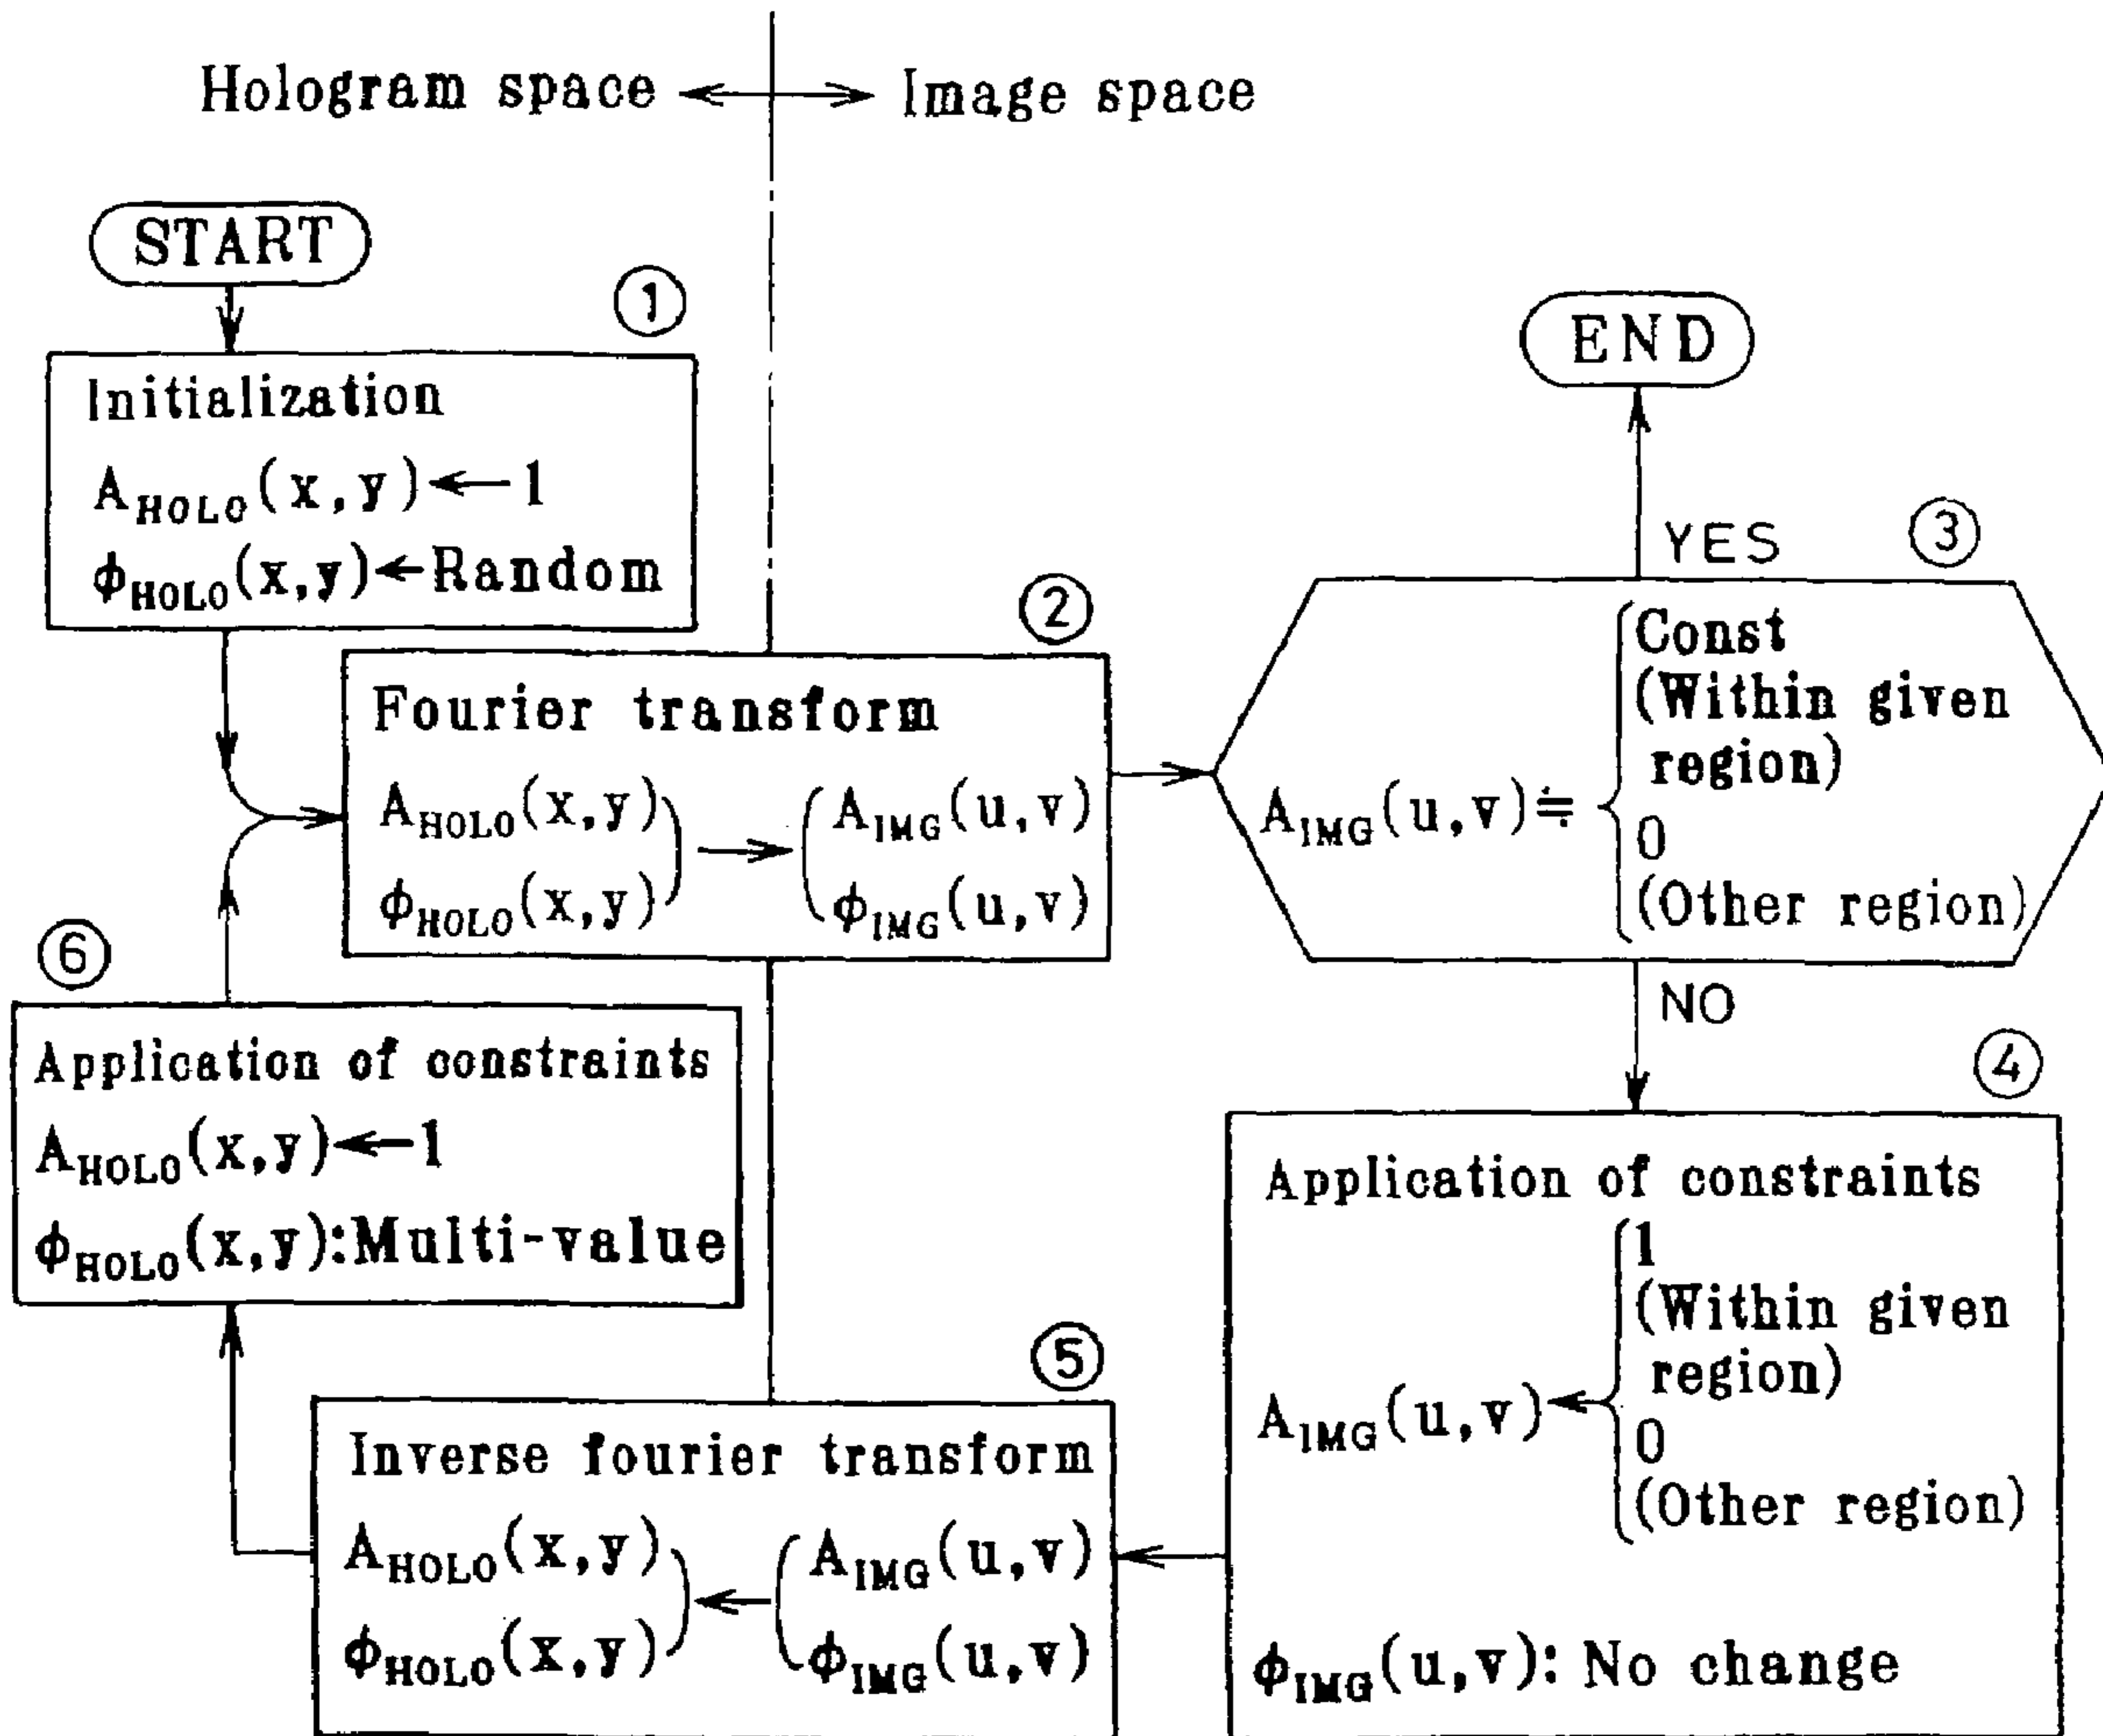 Hologram space
Image space
START
①
Initialization
A_HOLO(x,y)←1
ϕ_HOLO(x,y)←Random
②
Fourier transform
A_HOLO(x,y)
ϕ_HOLO(x,y)
A_IMG(u,v)
ϕ_IMG(u,v)
END
YES
③
A_IMG(u,v)≒
Const
(Within given
region)
0
(Other region)
NO
④
Application of constraints
A_IMG(u,v)←
1
(Within given
region)
0
(Other region)
ϕ_IMG(u,v): No change
⑤
Inverse fourier transform
A_HOLO(x,y)
ϕ_HOLO(x,y)
A_IMG(u,v)
ϕ_IMG(u,v)
⑥
Application of constraints
A_HOLO(x,y)←1
ϕ_HOLO(x,y):Multi-value